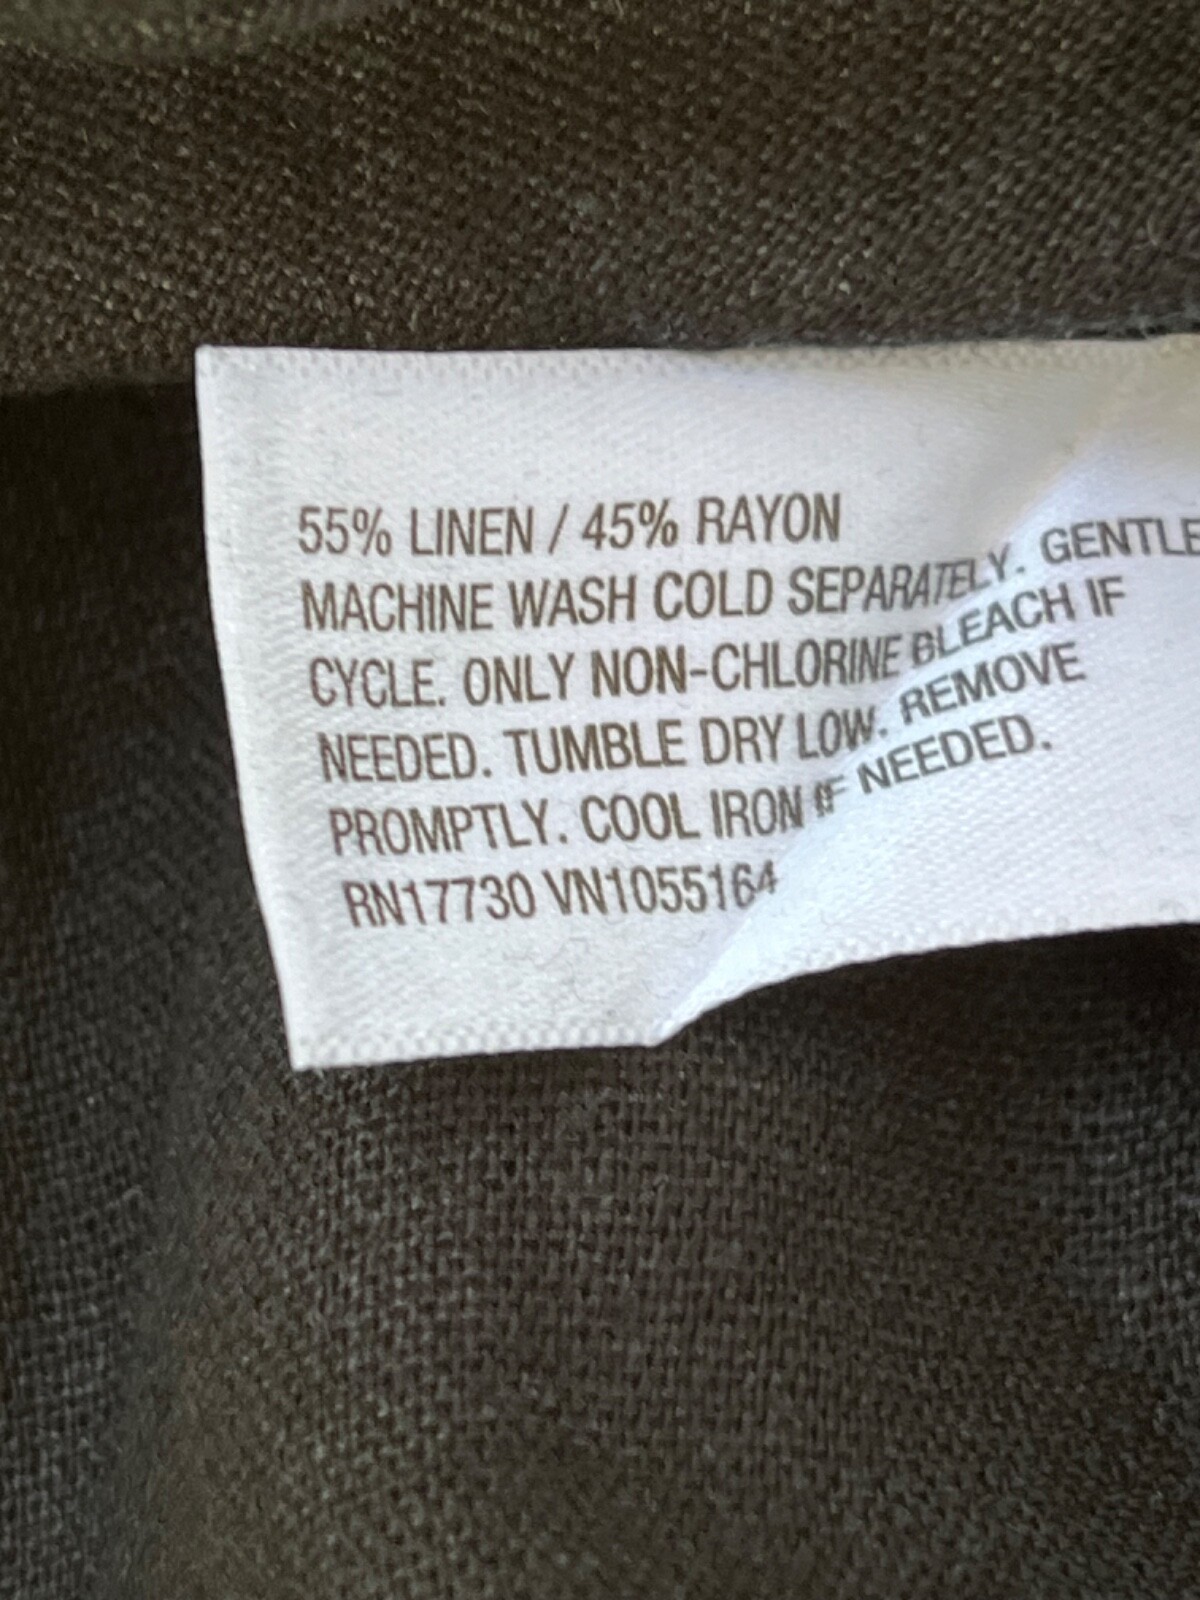 55% LINEN / 45% RAYON
MACHINE WASH COLD SEPARATELY. GENTLE
CYCLE. ONLY NON-CHLORINE BLEACH IF
NEEDED. TUMBLE DRY LOW. REMOVE
PROMPTLY. COOL IRON IF NEEDED.
RN17730 VN1055164